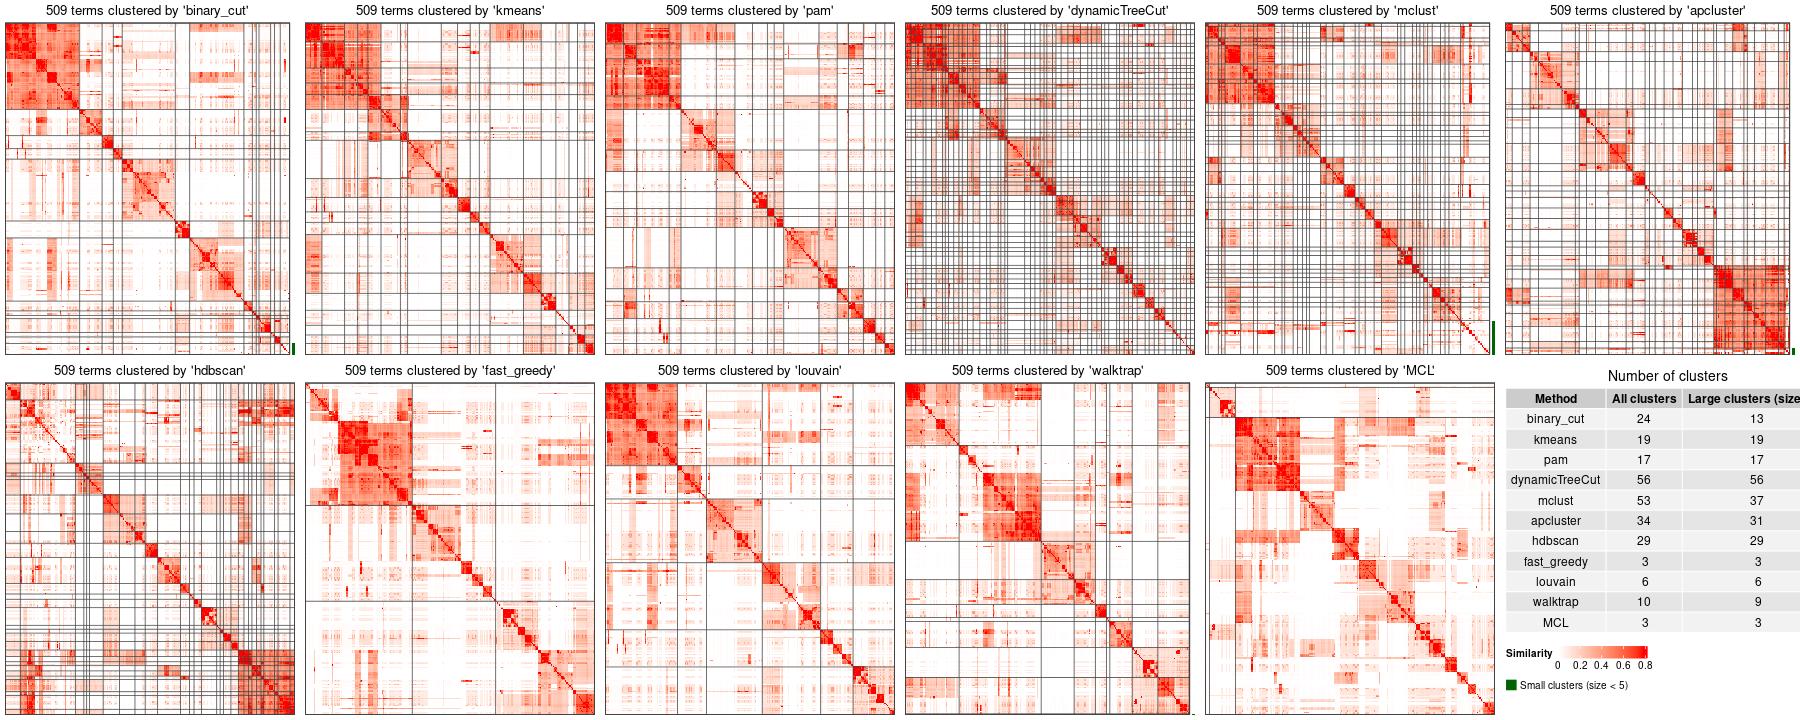 509 terms clustered by 'binary_cut'
509 terms clustered by 'kmeans'
509 terms clustered by 'pam'
509 terms clustered by 'dynamicTreeCut'
509 terms clustered by 'mclust'
509 terms clustered by 'apcluster'
509 terms clustered by 'hdbscan'
509 terms clustered by 'fast_greedy'
509 terms clustered by 'louvain'
509 terms clustered by 'walktrap'
509 terms clustered by 'MCL'
Number of clusters
Method All clusters Large clusters (size
binary_cut 24 13
kmeans 19 19
pam 17 17
dynamicTreeCut 56 56
mclust 53 37
apcluster 34 31
hdbscan 29 29
fast_greedy 3 3
louvain 6 6
walktrap 10 9
MCL 3 3
Similarity
0 0.2 0.4 0.6 0.8
Small clusters (size < 5)